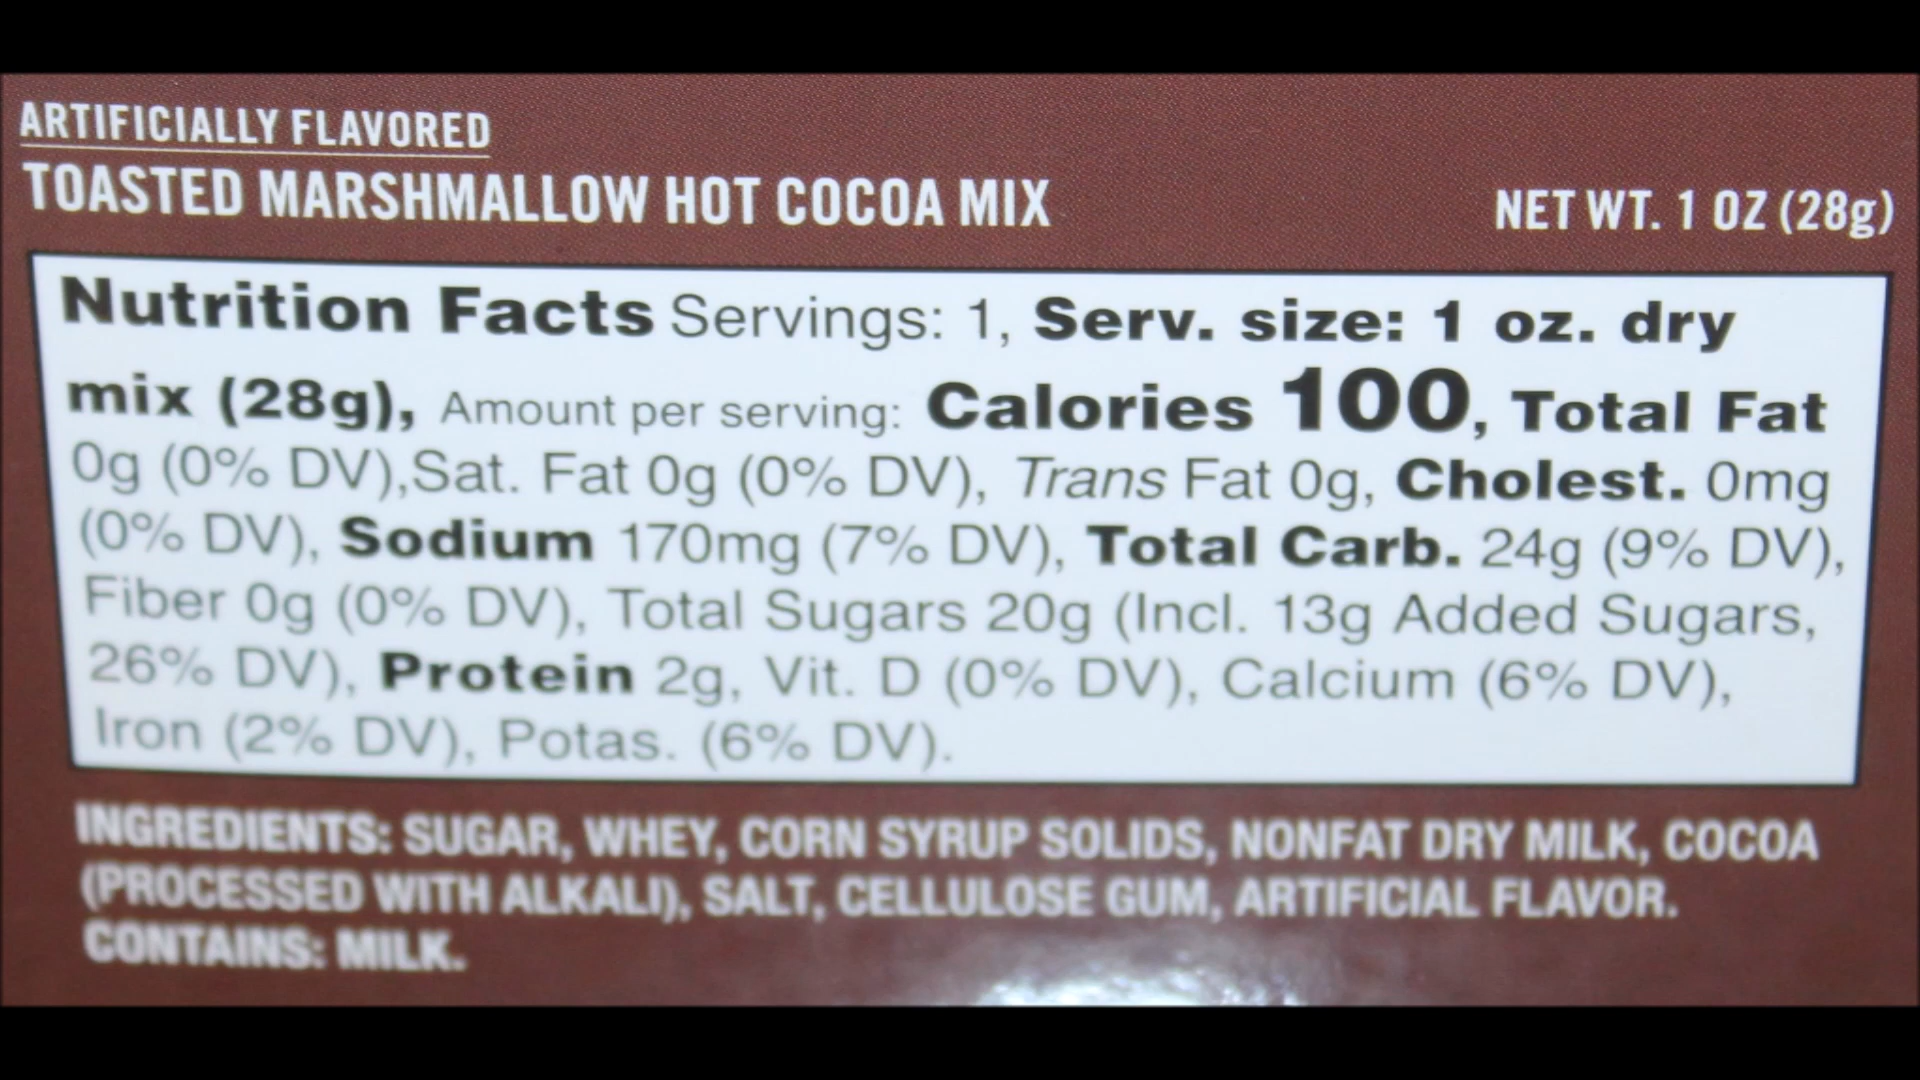 ARTIFICIALLY FLAVORED
TOASTED MARSHMALLOW HOT COCOA MIX
NET WT. 1 OZ (28g)
Nutrition Facts Servings: 1, Serv. size: 1 oz. dry
mix (28g), Amount per serving: Calories 100, Total Fat
0g (0% DV),Sat. Fat 0g (0% DV), Trans Fat 0g, Cholest. 0mg
(0% DV), Sodium 170mg (7% DV), Total Carb. 24g (9% DV),
Fiber 0g (0% DV), Total Sugars 20g (Incl. 13g Added Sugars,
26% DV), Protein 2g, Vit. D (0% DV), Calcium (6% DV),
Iron (2% DV), Potas. (6% DV).
INGREDIENTS: SUGAR, WHEY, CORN SYRUP SOLIDS, NONFAT DRY MILK, COCOA
(PROCESSED WITH ALKALI), SALT, CELLULOSE GUM, ARTIFICIAL FLAVOR.
CONTAINS: MILK.